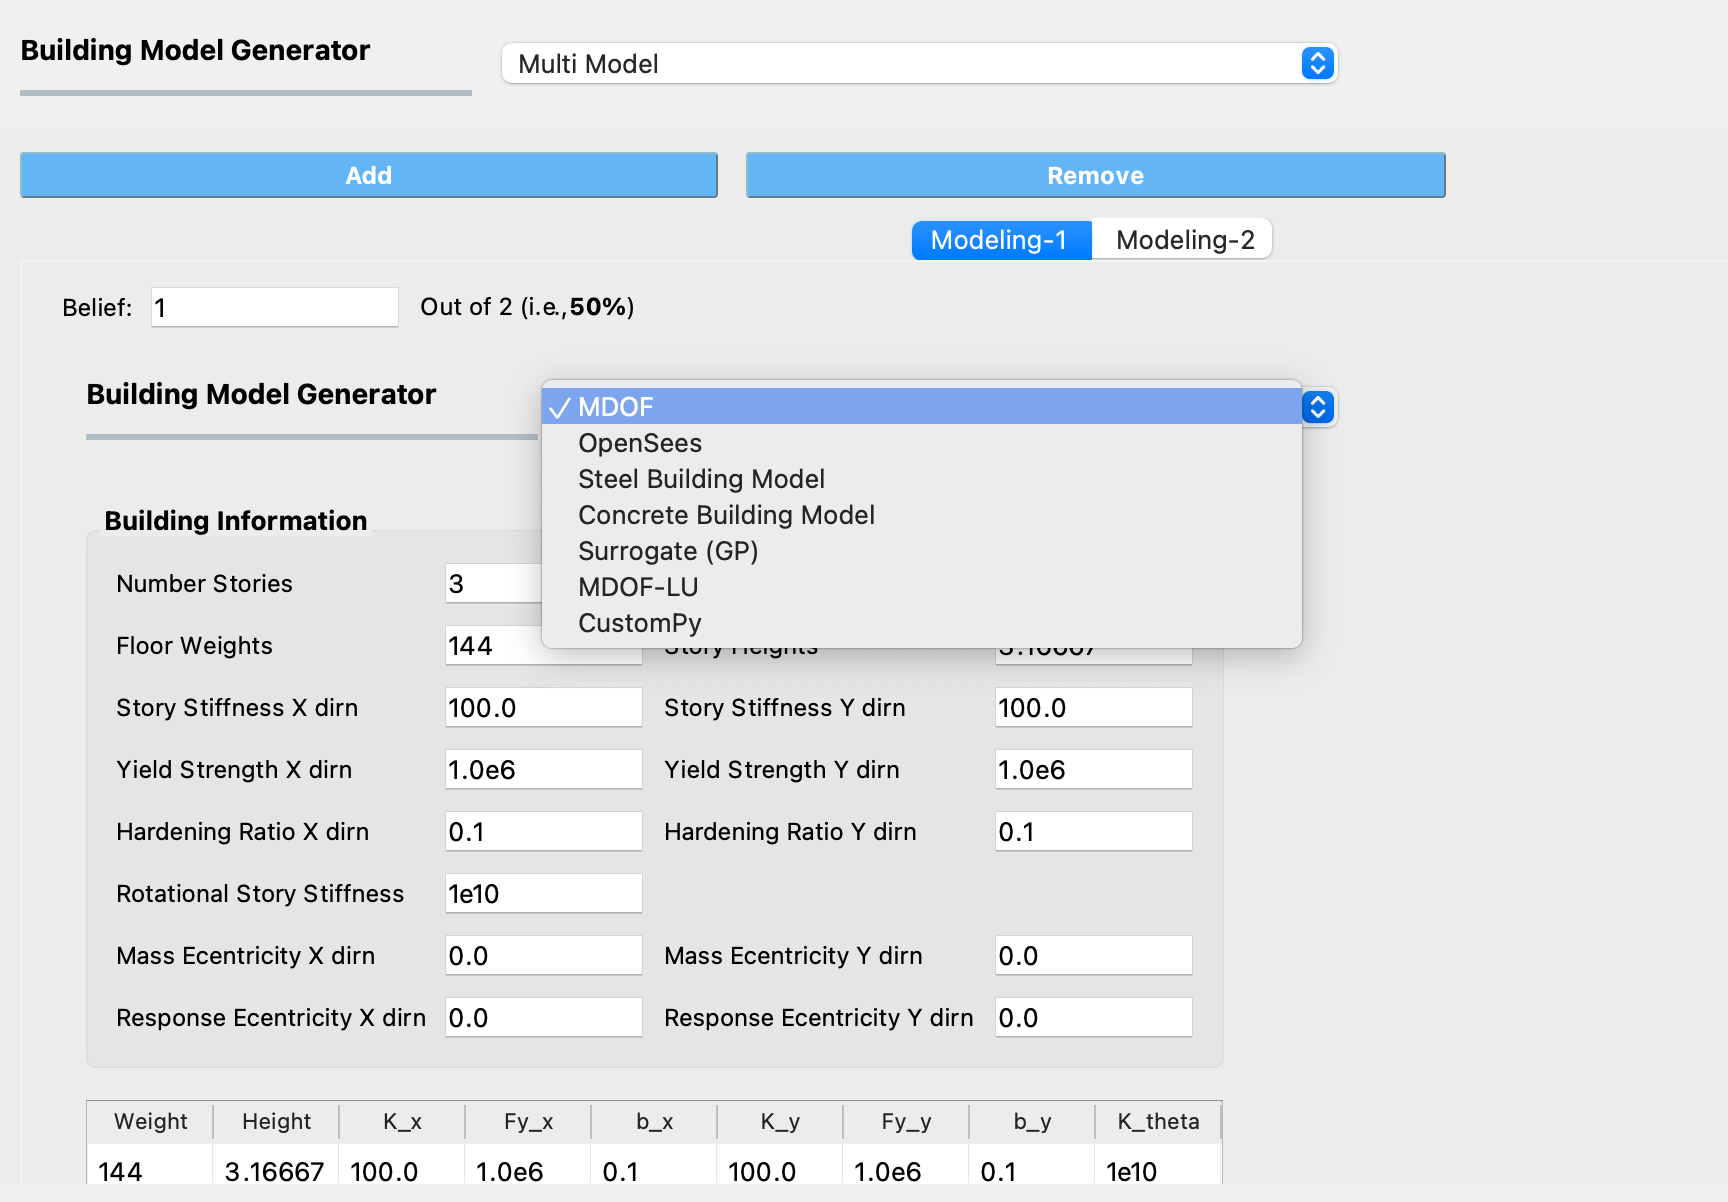 Building Model Generator
Multi Model
Add Remove
Modeling-1 Modeling-2
Belief: 1 Out of 2 (i.e.,50%)
Building Model Generator
MDOF
OpenSees
Steel Building Model
Concrete Building Model
Surrogate (GP)
MDOF-LU
CustomPy
Building Information
Number Stories 3
Floor Weights 144 Story Heights 3.16667
Story Stiffness X dirn 100.0 Story Stiffness Y dirn 100.0
Yield Strength X dirn 1.0e6 Yield Strength Y dirn 1.0e6
Hardening Ratio X dirn 0.1 Hardening Ratio Y dirn 0.1
Rotational Story Stiffness 1e10
Mass Ecentricity X dirn 0.0 Mass Ecentricity Y dirn 0.0
Response Ecentricity X dirn 0.0 Response Ecentricity Y dirn 0.0
Weight Height K_x Fy_x b_x K_y Fy_y b_y K_theta
144 3.16667 100.0 1.0e6 0.1 100.0 1.0e6 0.1 1e10